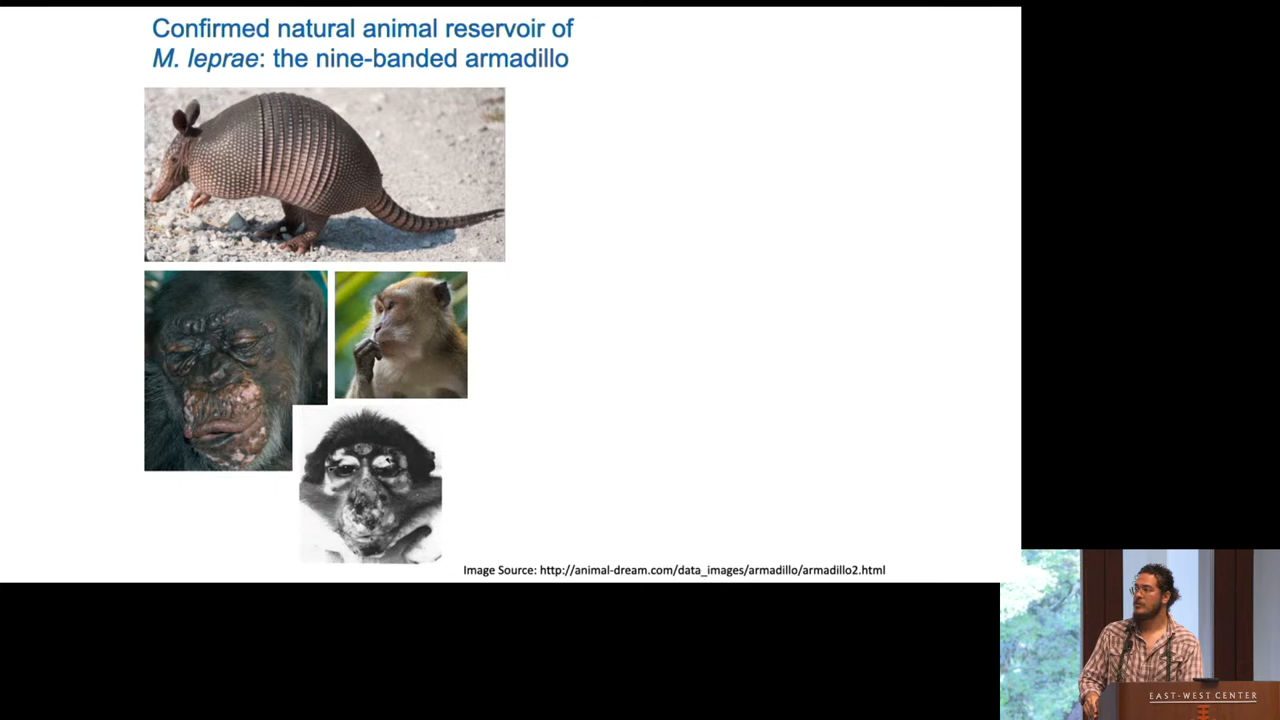 Confirmed natural animal reservoir of
M. leprae: the nine-banded armadillo
Image Source: http://animal-dream.com/data_images/armadillo/armadillo2.html
EAST-WEST CENTER